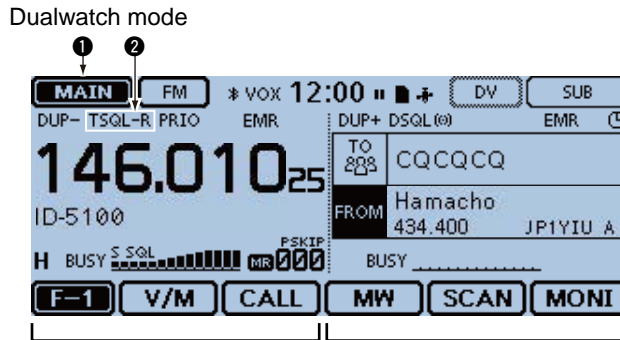 Dualwatch mode
❶ ❷
MAIN FM VOX 12:00 DV SUB
DUP- TSQL-R PRIO EMR DUP+ DSQL EMR
146.01025
TO CQCQCQ
ID-5100
FROM Hamacho
434.400 JP1YIU A
H BUSY S SQL MR 000 PSKIP BUSY
F-1 V/M CALL MW SCAN MONI